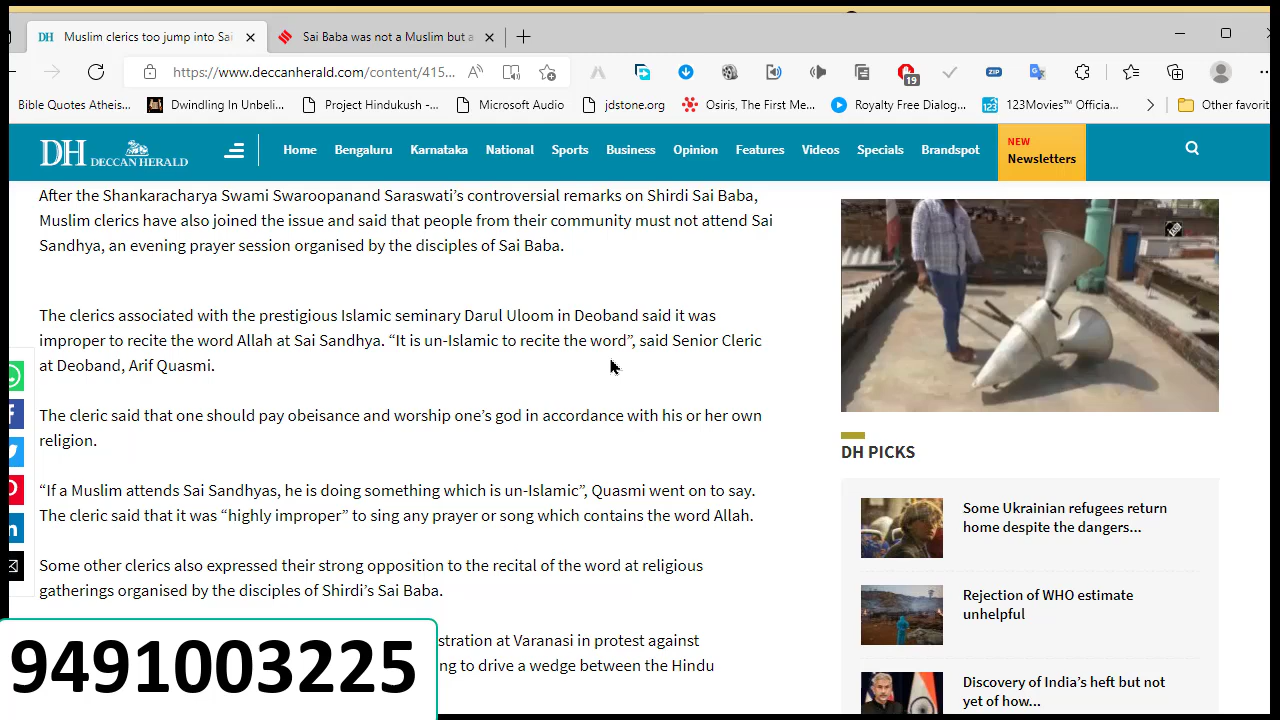 DH Muslim clerics too jump into Sai
Sai Baba was not a Muslim but a
https://www.deccanherald.com/content/415...
19
ZIP
Bible Quotes Atheis...
Dwindling In Unbeli...
Project Hindukush -...
Microsoft Audio
jdstone.org
Osiris, The First Me...
Royalty Free Dialog...
123
123Movies™ Officia...
Other favorit
DH DECCAN HERALD
Home
Bengaluru
Karnataka
National
Sports
Business
Opinion
Features
Videos
Specials
Brandspot
NEW
Newsletters
After the Shankaracharya Swami Swaroopanand Saraswati's controversial remarks on Shirdi Sai Baba,
Muslim clerics have also joined the issue and said that people from their community must not attend Sai
Sandhya, an evening prayer session organised by the disciples of Sai Baba.
The clerics associated with the prestigious Islamic seminary Darul Uloom in Deoband said it was
improper to recite the word Allah at Sai Sandhya. “It is un-Islamic to recite the word”, said Senior Cleric
at Deoband, Arif Quasmi.
The cleric said that one should pay obeisance and worship one's god in accordance with his or her own
religion.
“If a Muslim attends Sai Sandhyas, he is doing something which is un-Islamic”, Quasmi went on to say.
The cleric said that it was “highly improper” to sing any prayer or song which contains the word Allah.
Some other clerics also expressed their strong opposition to the recital of the word at religious
gatherings organised by the disciples of Shirdi's Sai Baba.
stration at Varanasi in protest against
ng to drive a wedge between the Hindu
9491003225
DH PICKS
Some Ukrainian refugees return
home despite the dangers...
Rejection of WHO estimate
unhelpful
Discovery of India's heft but not
yet of how...